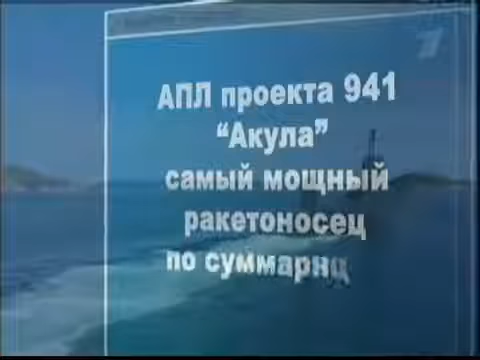 АПЛ проекта 941
“Акула”
самый мощный
ракетоносец
по